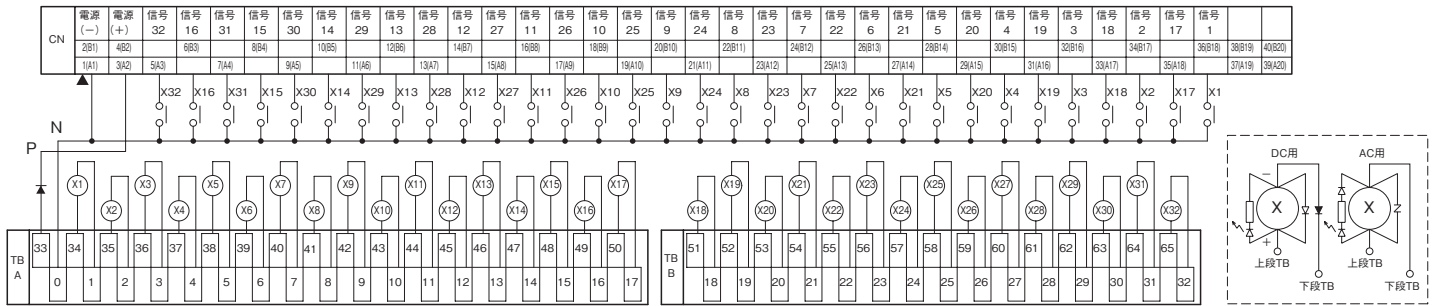 CN
電源 電源 信号 信号 信号 信号 信号 信号 信号 信号 信号 信号 信号 信号 信号 信号 信号 信号 信号 信号 信号 信号 信号 信号 信号 信号 信号 信号 信号 信号 信号 信号 信号 信号
(−) (+) 32 16 31 15 30 14 29 13 28 12 27 11 26 10 25 9 24 8 23 7 22 6 21 5 20 4 19 3 18 2 17 1
2(B1) 4(B2) 6(B3) 8(B4) 10(B5) 12(B6) 14(B7) 16(B8) 18(B9) 20(B10) 22(B11) 24(B12) 26(B13) 28(B14) 30(B15) 32(B16) 34(B17) 36(B18) 38(B19) 40(B20)
1(A1) 3(A2) 5(A3) 7(A4) 9(A5) 11(A6) 13(A7) 15(A8) 17(A9) 19(A10) 21(A11) 23(A12) 25(A13) 27(A14) 29(A15) 31(A16) 33(A17) 35(A18) 37(A19) 39(A20)
X32 X16 X31 X15 X30 X14 X29 X13 X28 X12 X27 X11 X26 X10 X25 X9 X24 X8 X23 X7 X22 X6 X21 X5 X20 X4 X19 X3 X18 X2 X17 X1
N
P
X1 X3 X5 X7 X9 X11 X13 X15 X17 X19 X21 X23 X25 X27 X29 X31
X2 X4 X6 X8 X10 X12 X14 X16 X18 X20 X22 X24 X26 X28 X30 X32
TB A
33 34 35 36 37 38 39 40 41 42 43 44 45 46 47 48 49 50
0 1 2 3 4 5 6 7 8 9 10 11 12 13 14 15 16 17
TB B
51 52 53 54 55 56 57 58 59 60 61 62 63 64 65
18 19 20 21 22 23 24 25 26 27 28 29 30 31 32
DC用 AC用
−
X X
+
上段TB 上段TB
下段TB 下段TB